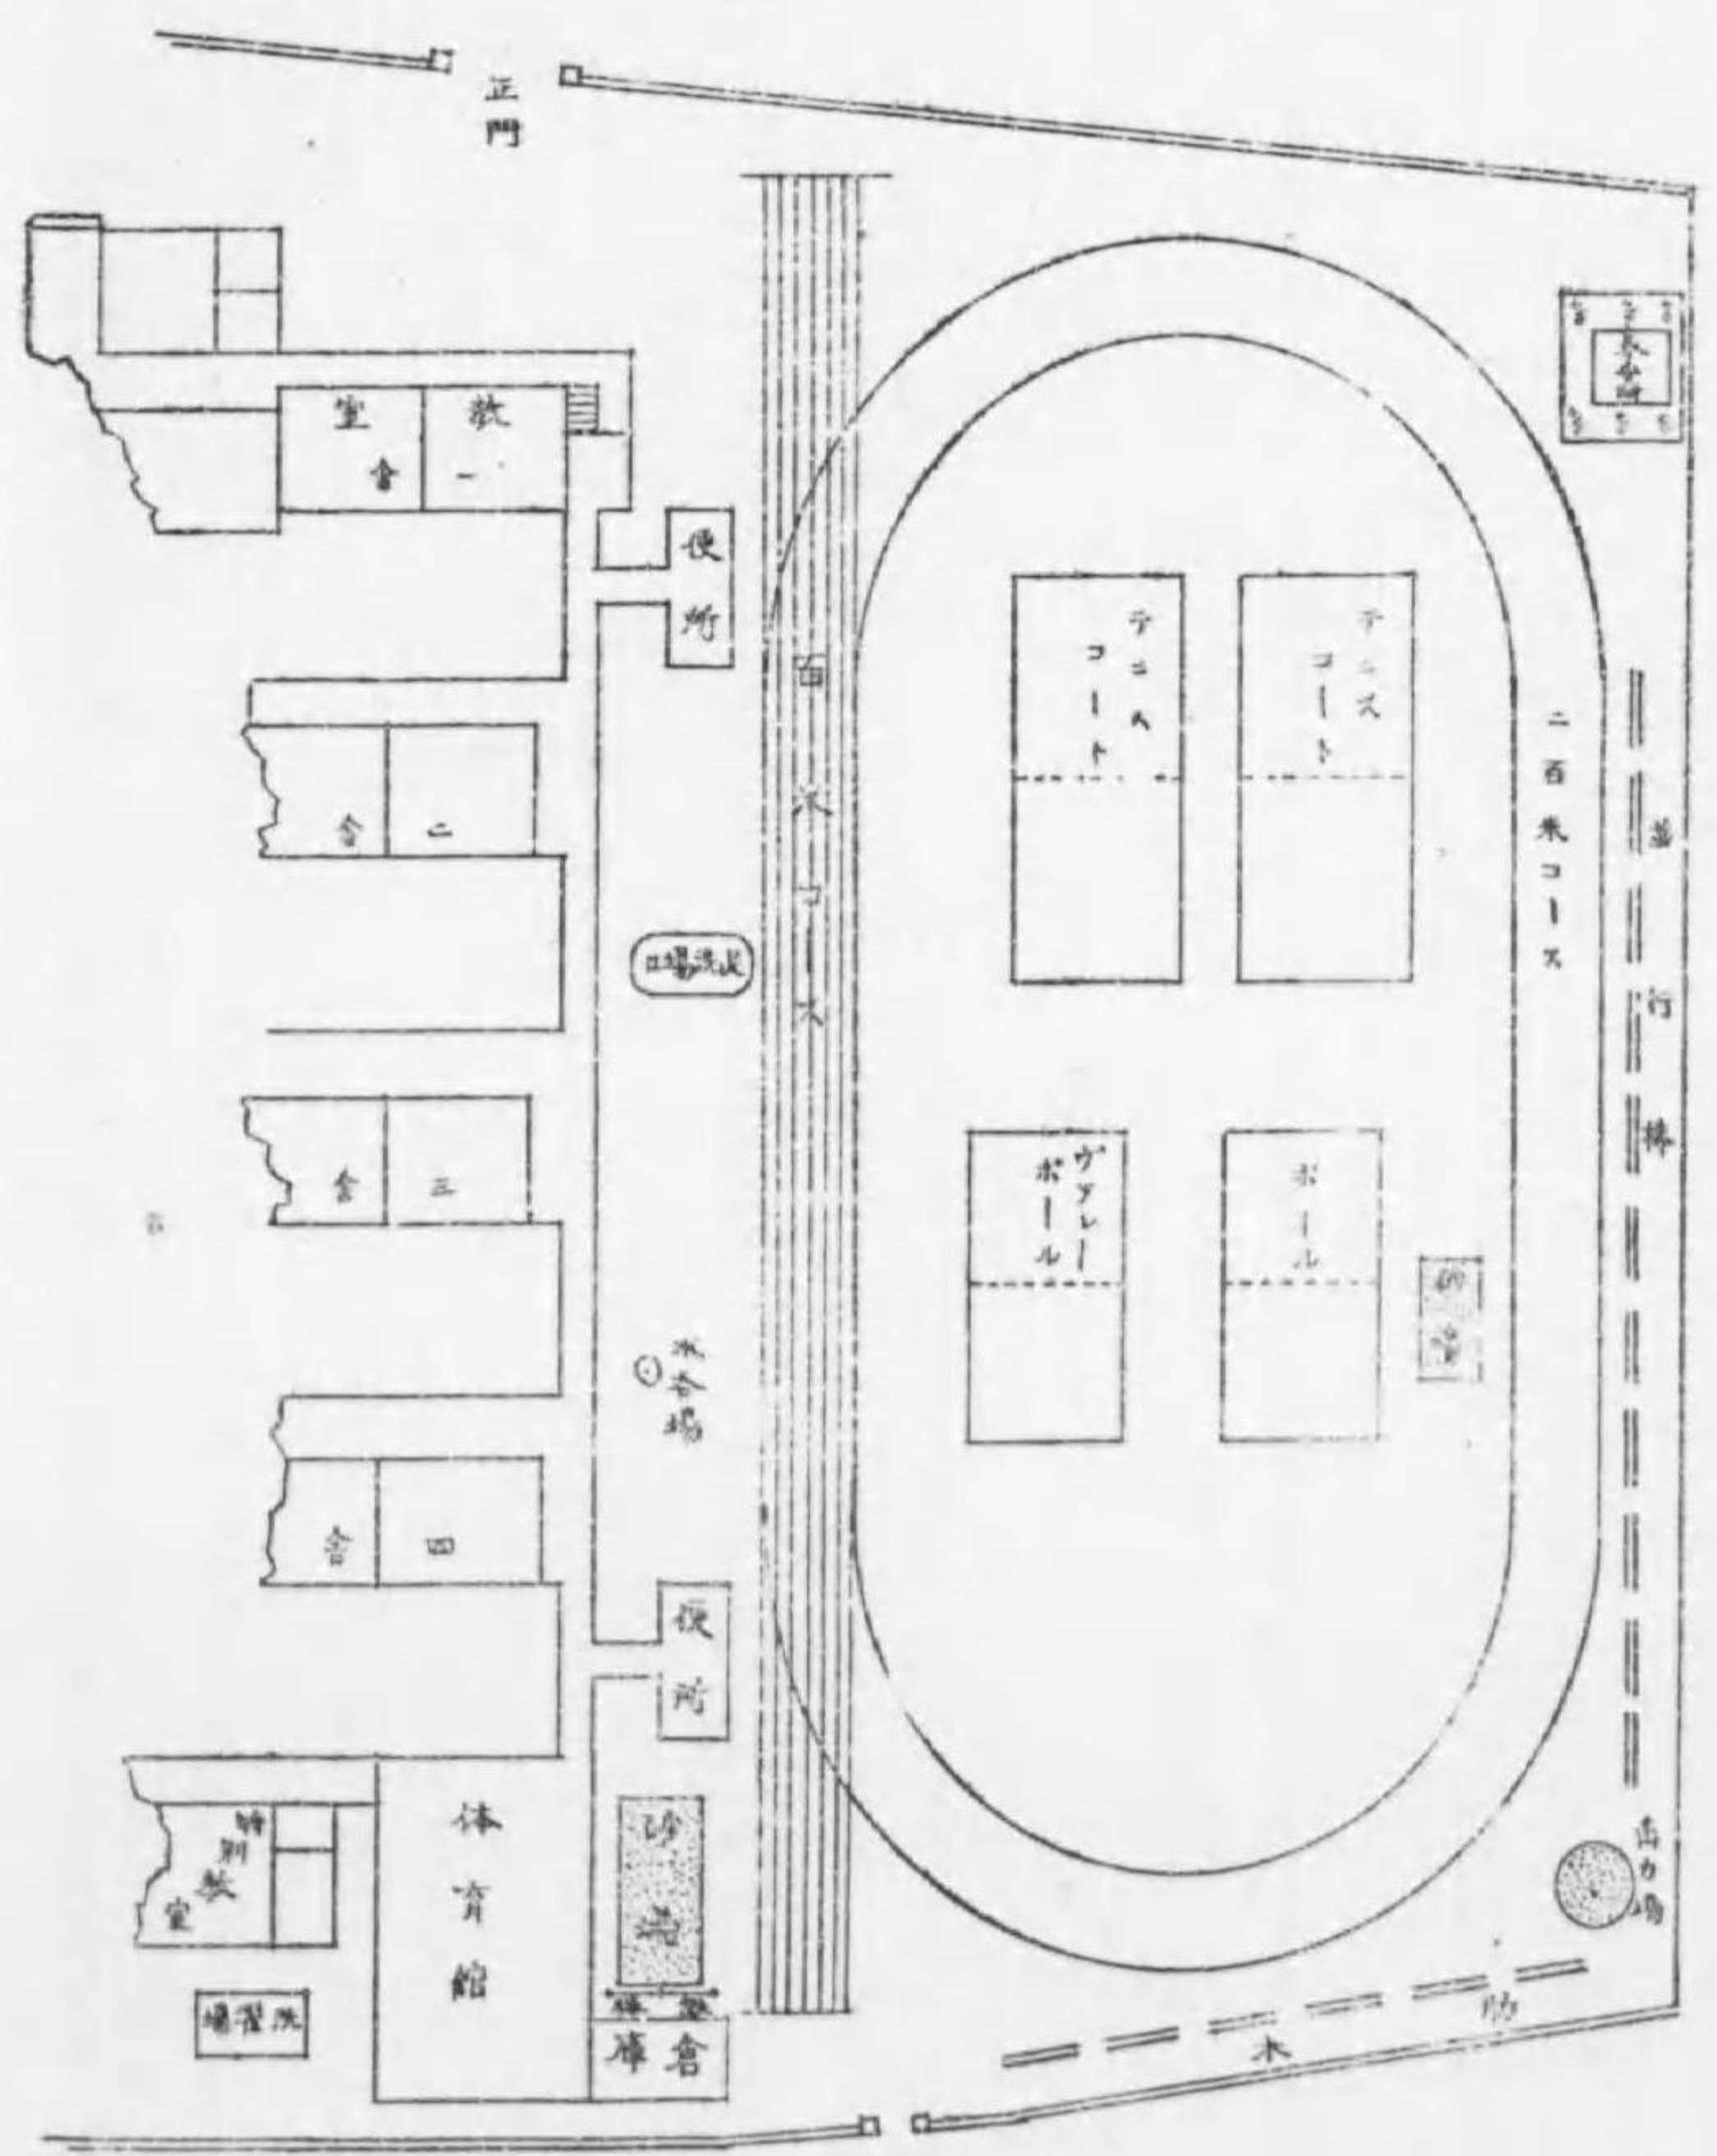 正門
教室
一舎
便所
百米コース
テニス
コート
テニス
コート
二百米コース
並行棒
二舎
三舎
ヴァレー
ボール
ボール
砂場
水呑場
四舎
便所
体育館
特別教室
砂場
洗濯場
倉庫
肋木